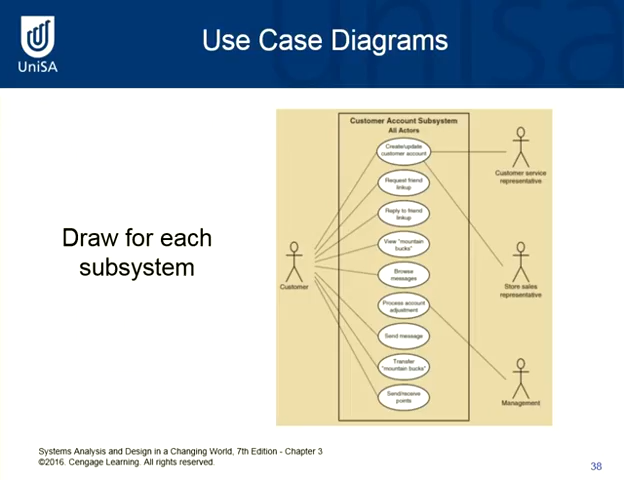 Use Case Diagrams
UniSA
Draw for each
subsystem
Customer Account Subsystem
All Actors
Create/update
customer account
Request friend
linkup
Reply to friend
linkup
View "mountain
bucks"
Browse
messages
Process account
adjustment
Send message
Transfer
"mountain bucks"
Send/receive
points
Customer
Customer service
representative
Store sales
representative
Management
Systems Analysis and Design in a Changing World, 7th Edition - Chapter 3
©2016. Cengage Learning. All rights reserved.
38